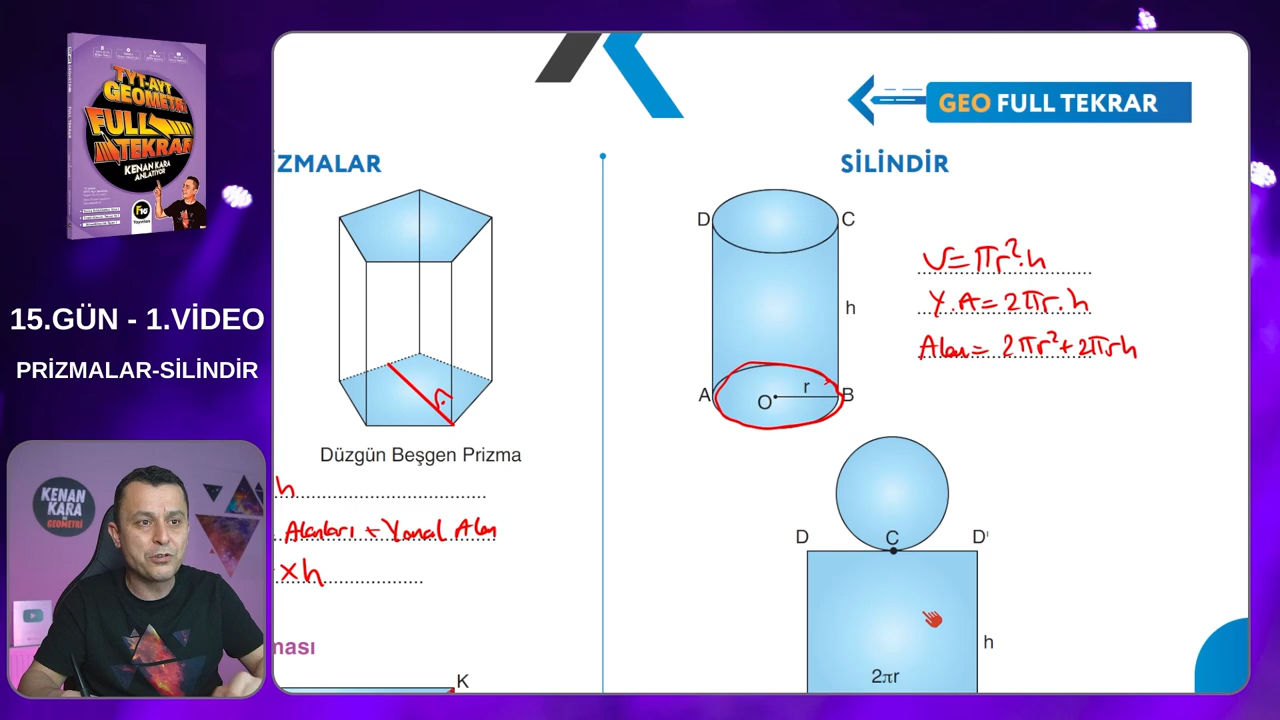 TYT-AYT
GEOMETRİ
FULL
TEKRAR
KENAN KARA
ANLATIYOR
F10
Yayınları
15.GÜN - 1.VİDEO
PRİZMALAR-SİLİNDİR
KENAN
KARA
GEOMETRİ
GEO FULL TEKRAR
ZMALAR
Düzgün Beşgen Prizma
h
Alanları + Yanal Alan
xh
ması
K
SİLİNDİR
D C
h
A O r B
V=πr².h
Y.A=2πr.h
Alan= 2πr²+2πrh
D C D'
h
2πr